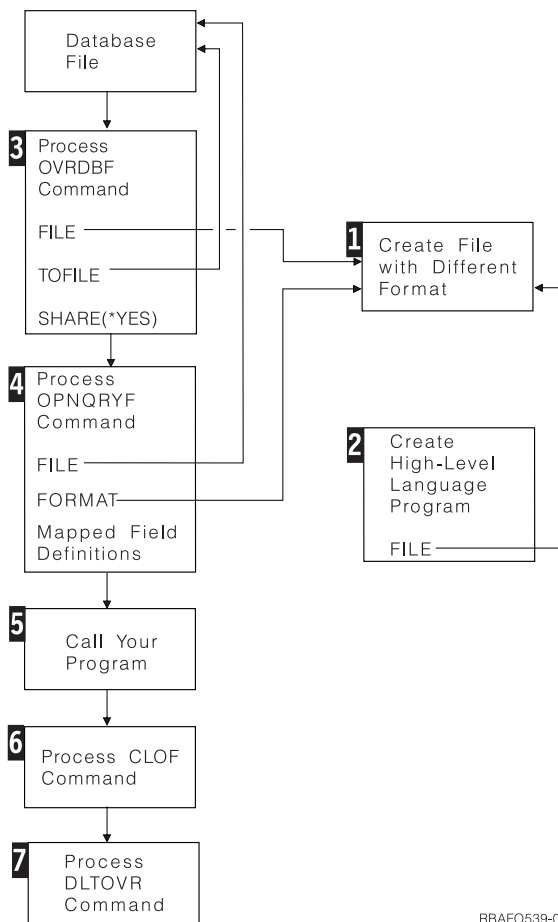 Database
File
3
Process
OVRDBF
Command
FILE
TOFILE
SHARE(*YES)
1
Create File
with Different
Format
4
Process
OPNQRYF
Command
FILE
FORMAT
Mapped Field
Definitions
2
Create
High-Level
Language
Program
FILE
5
Call Your
Program
6
Process CLOF
Command
7
Process
DLTOVR
Command